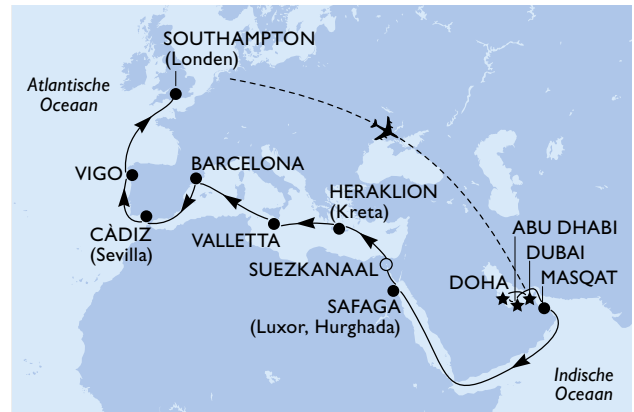 SOUTHAMPTON
(Londen)
Atlantische
Oceaan
VIGO
BARCELONA
CÀDIZ
(Sevilla)
VALLETTA
HERAKLION
(Kreta)
SUEZKANAAL
SAFAGA
(Luxor, Hurghada)
ABU DHABI
DUBAI
DOHA
MASQAT
Indische
Oceaan